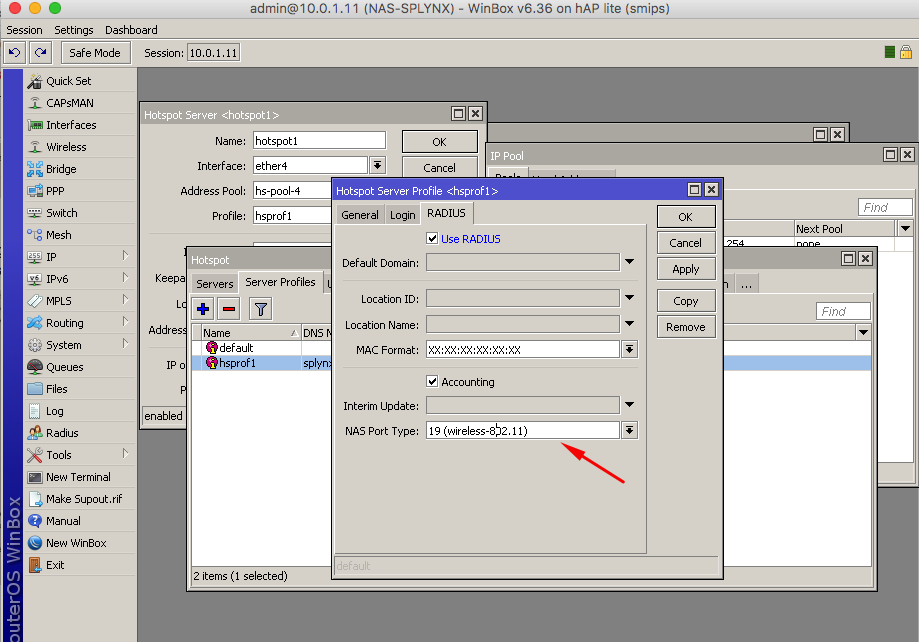 admin@10.0.1.11 (NAS-SPLYNX) - WinBox v6.36 on hAP lite (smips)
Session Settings Dashboard
Safe Mode Session: 10.0.1.11
Quick Set
CAPsMAN
Interfaces
Wireless
Bridge
PPP
Switch
Mesh
IP
IPv6
MPLS
Routing
System
Queues
Files
Log
Radius
Tools
New Terminal
Make Supout.rif
Manual
New WinBox
Exit
outerOS WinBox
Hotspot Server <hotspot1>
Name: hotspot1
Interface: ether4
Address Pool: hs-pool-4
Profile: hsprof1
OK
Cancel
Keepa
Lo
Address
IP o
P
enabled
IP Pool
Find
Next Pool
254 none
Hotspot
Servers Server Profiles
...
Find
Name DNS N
default
hsprof1 splynx
2 items (1 selected)
Hotspot Server Profile <hsprof1>
General Login RADIUS
Use RADIUS
Default Domain:
Location ID:
Location Name:
MAC Format: XX:XX:XX:XX:XX:XX
Accounting
Interim Update:
NAS Port Type: 19 (wireless-802.11)
default
OK
Cancel
Apply
Copy
Remove